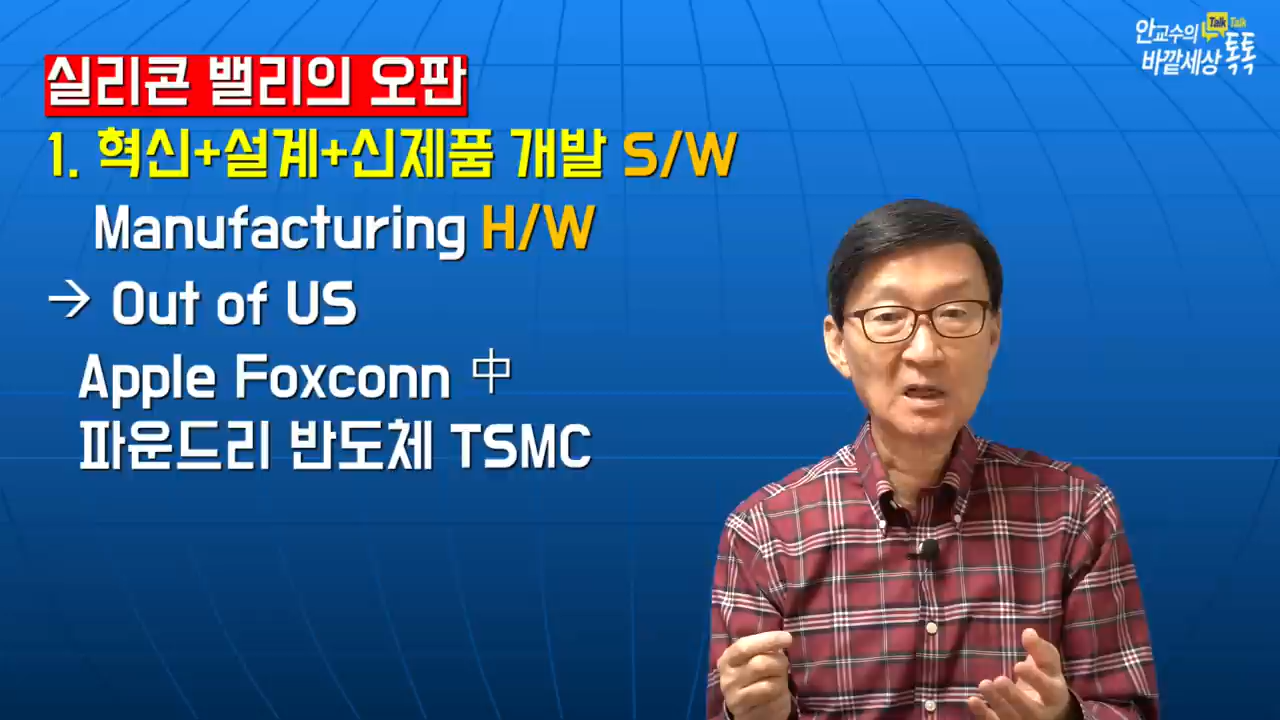 실리콘 밸리의 오판
1. 혁신+설계+신제품 개발 S/W
Manufacturing H/W
→ Out of US
Apple Foxconn 中
파운드리 반도체 TSMC
안교수의 Talk Talk
바깥세상 톡톡